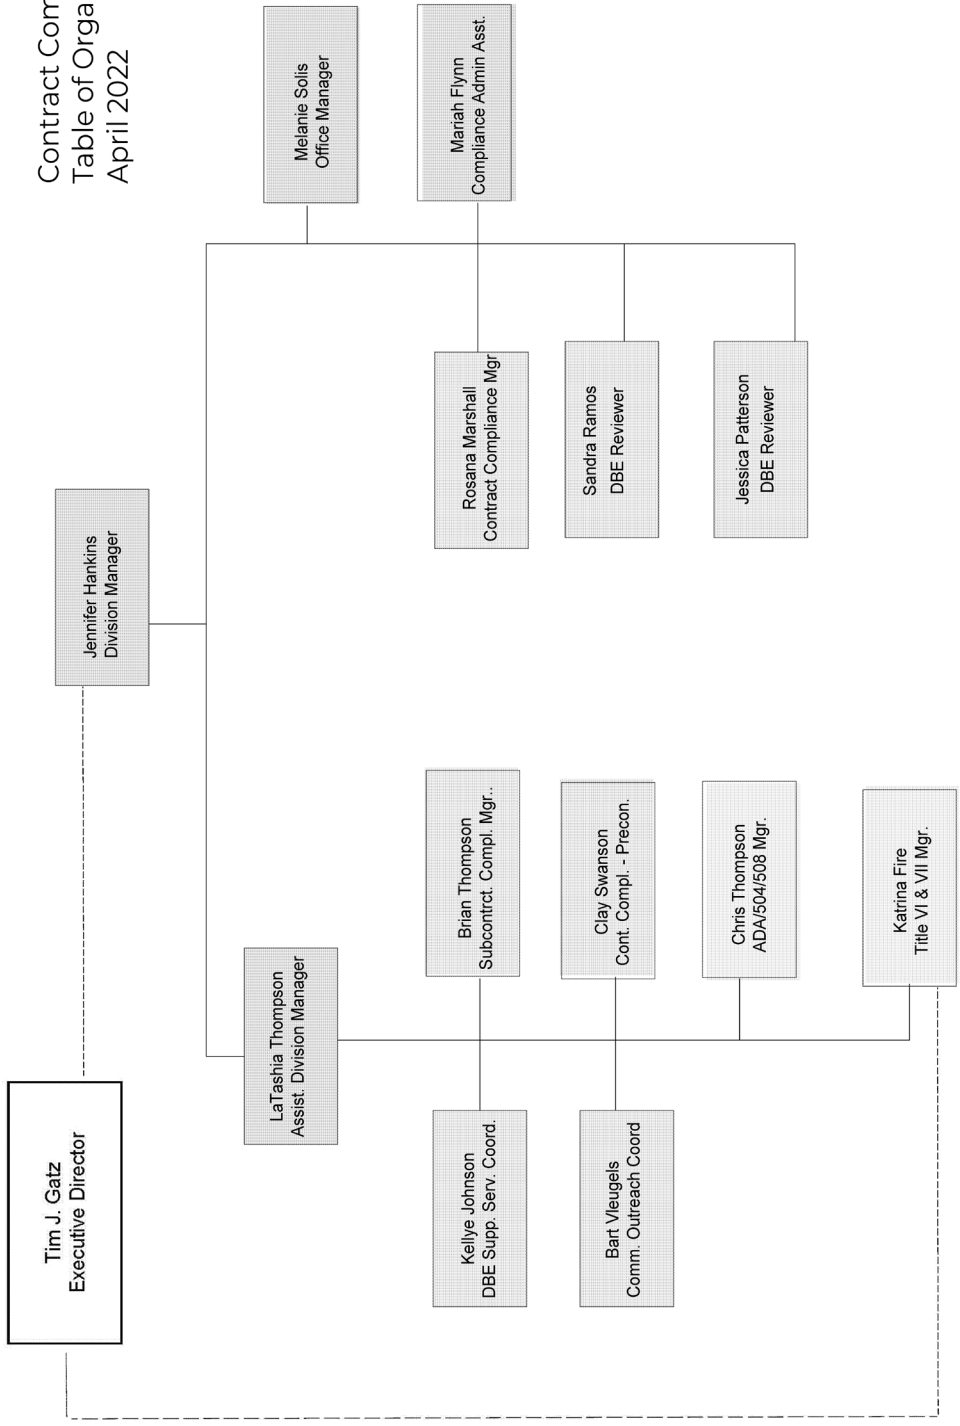 Contract Com
Table of Orga
April 2022
Tim J. Gatz
Executive Director
Jennifer Hankins
Division Manager
LaTashia Thompson
Assist. Division Manager
Melanie Solis
Office Manager
Kellye Johnson
DBE Supp. Serv. Coord.
Brian Thompson
Subcontrct. Compl. Mgr..
Rosana Marshall
Contract Compliance Mgr
Mariah Flynn
Compliance Admin Asst.
Bart Vleugels
Comm. Outreach Coord
Clay Swanson
Cont. Compl. - Precon.
Sandra Ramos
DBE Reviewer
Chris Thompson
ADA/504/508 Mgr.
Jessica Patterson
DBE Reviewer
Katrina Fire
Title VI & VII Mgr.